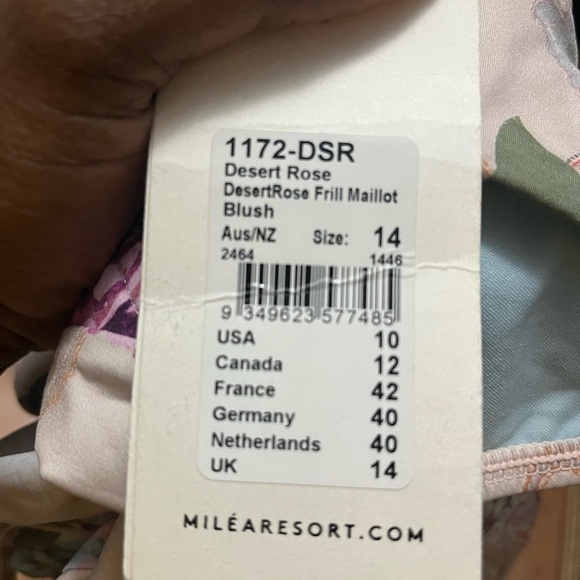 1172-DSR
Desert Rose
DesertRose Frill Maillot
Blush
Aus/NZ Size: 14
2464 1446
9 349623 577485
USA 10
Canada 12
France 42
Germany 40
Netherlands 40
UK 14
MILÉARESORT.COM